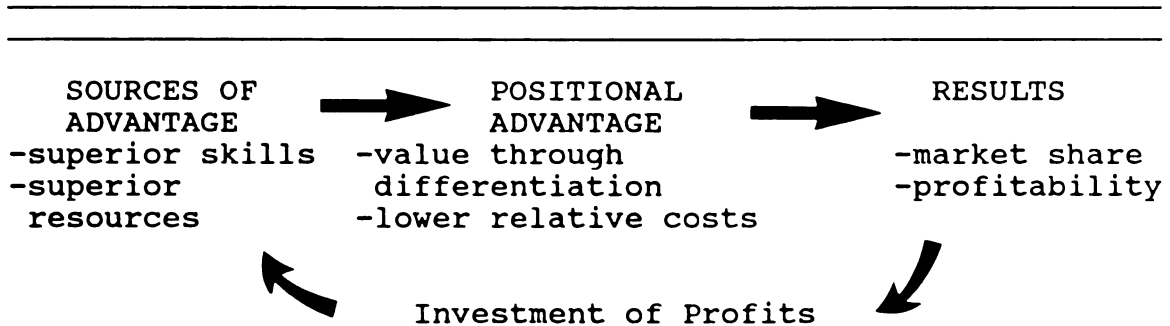 SOURCES OF
ADVANTAGE
-superior skills
-superior
resources
POSITIONAL
ADVANTAGE
-value through
differentiation
-lower relative costs
RESULTS
-market share
-profitability
Investment of Profits